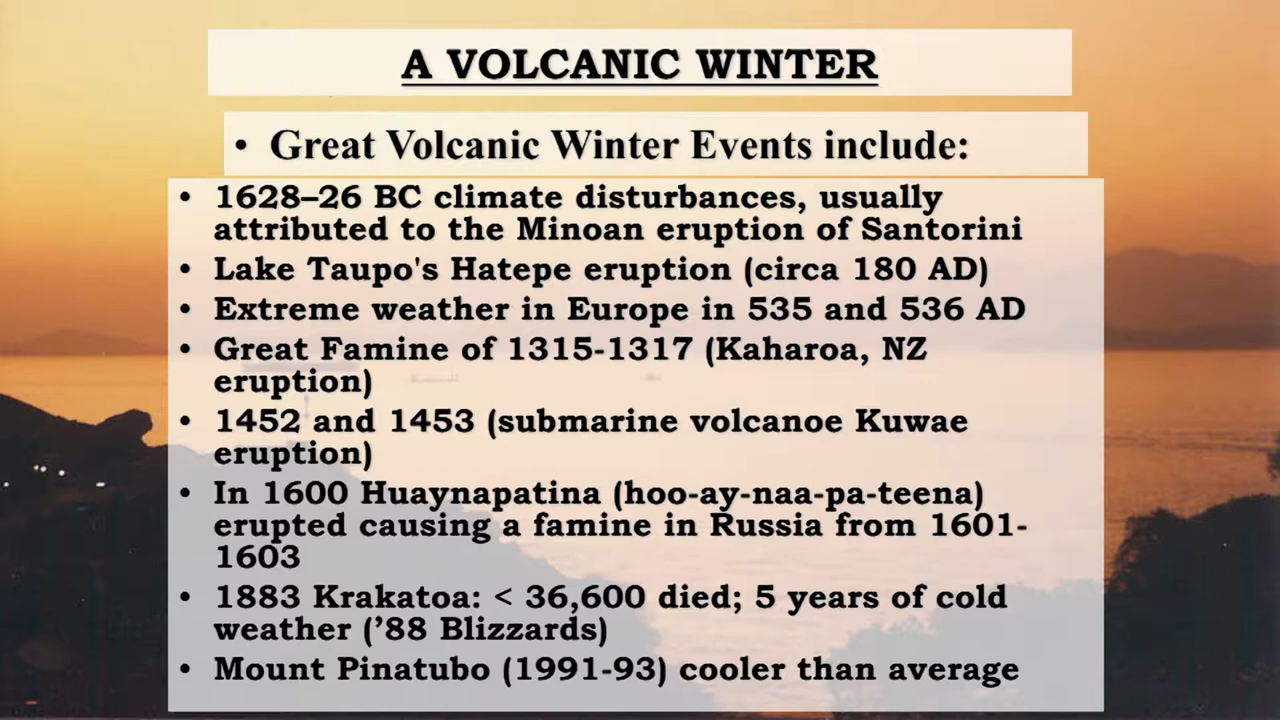 A VOLCANIC WINTER
• Great Volcanic Winter Events include:
• 1628–26 BC climate disturbances, usually
attributed to the Minoan eruption of Santorini
• Lake Taupo's Hatepe eruption (circa 180 AD)
• Extreme weather in Europe in 535 and 536 AD
• Great Famine of 1315-1317 (Kaharoa, NZ
eruption)
• 1452 and 1453 (submarine volcanoe Kuwae
eruption)
• In 1600 Huaynapatina (hoo-ay-naa-pa-teena)
erupted causing a famine in Russia from 1601-
1603
• 1883 Krakatoa: < 36,600 died; 5 years of cold
weather (’88 Blizzards)
• Mount Pinatubo (1991-93) cooler than average